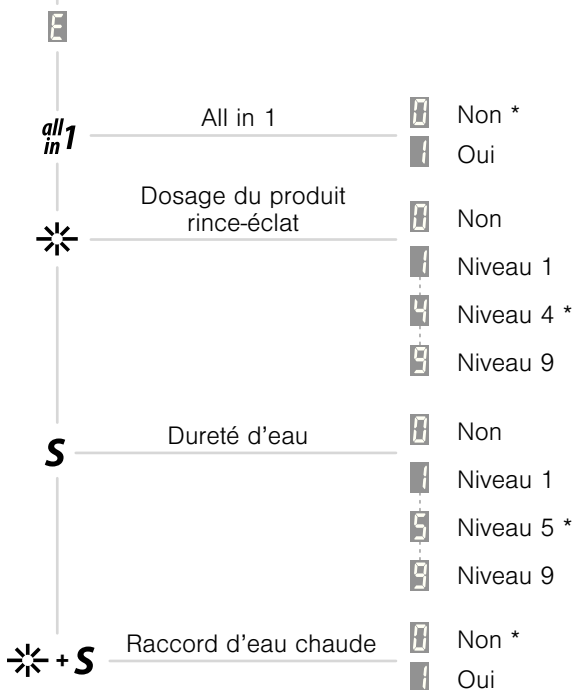 E
all in 1 All in 1 0 Non *
1 Oui
Dosage du produit
rince-éclat 0 Non
1 Niveau 1
4 Niveau 4 *
9 Niveau 9
S Dureté d'eau 0 Non
1 Niveau 1
5 Niveau 5 *
9 Niveau 9
+ S Raccord d'eau chaude 0 Non *
1 Oui